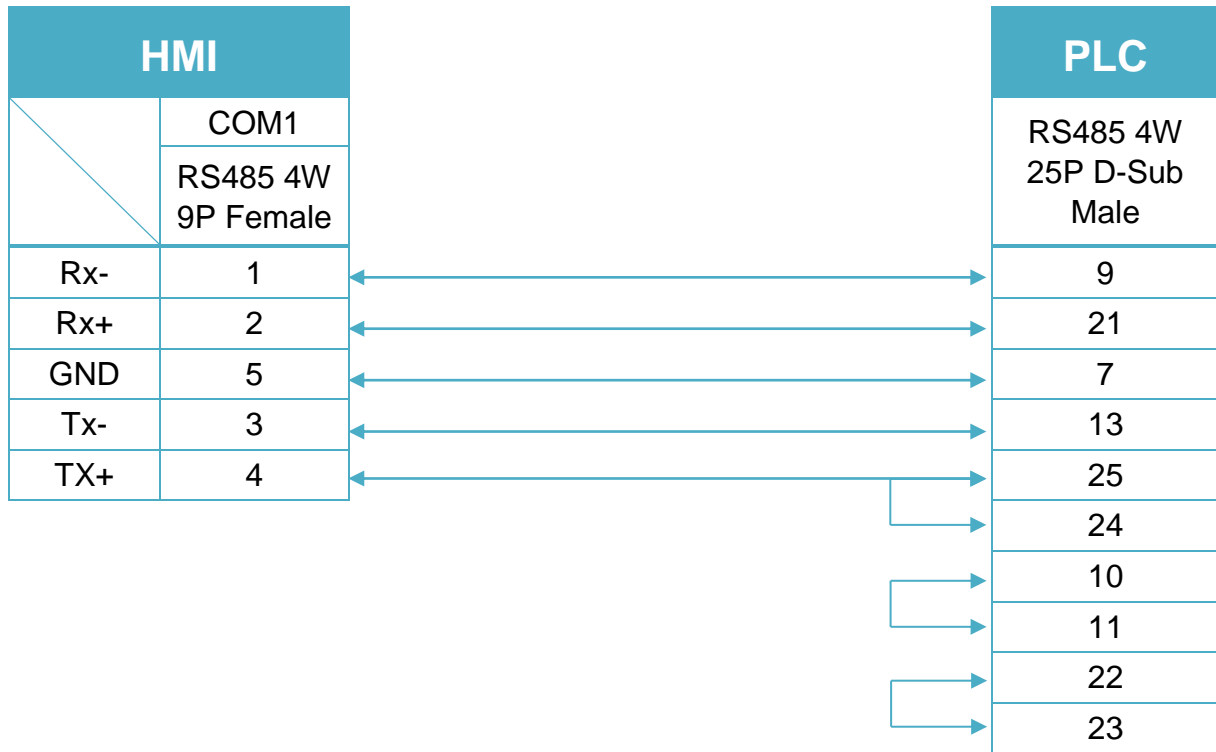 HMI PLC
COM1
RS485 4W
9P Female
RS485 4W
25P D-Sub
Male
Rx- 1 9
Rx+ 2 21
GND 5 7
Tx- 3 13
TX+ 4 25
24
10
11
22
23